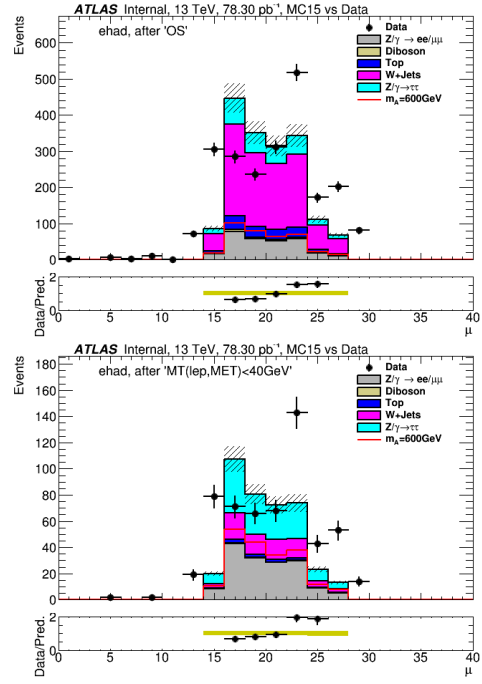 ATLAS Internal, 13 TeV, 78.30 pb⁻¹, MC15 vs Data
Events
ehad, after 'OS'
Data
Z/γ → ee/μμ
Diboson
Top
W+Jets
Z/γ→ττ
m_A=600GeV
600
500
400
300
200
100
0
Data/Pred.
2
0
0 5 10 15 20 25 30 35 40
μ
ATLAS Internal, 13 TeV, 78.30 pb⁻¹, MC15 vs Data
Events
ehad, after 'MT(lep,MET)<40GeV'
Data
Z/γ → ee/μμ
Diboson
Top
W+Jets
Z/γ→ττ
m_A=600GeV
180
160
140
120
100
80
60
40
20
0
Data/Pred.
2
0
0 5 10 15 20 25 30 35 40
μ